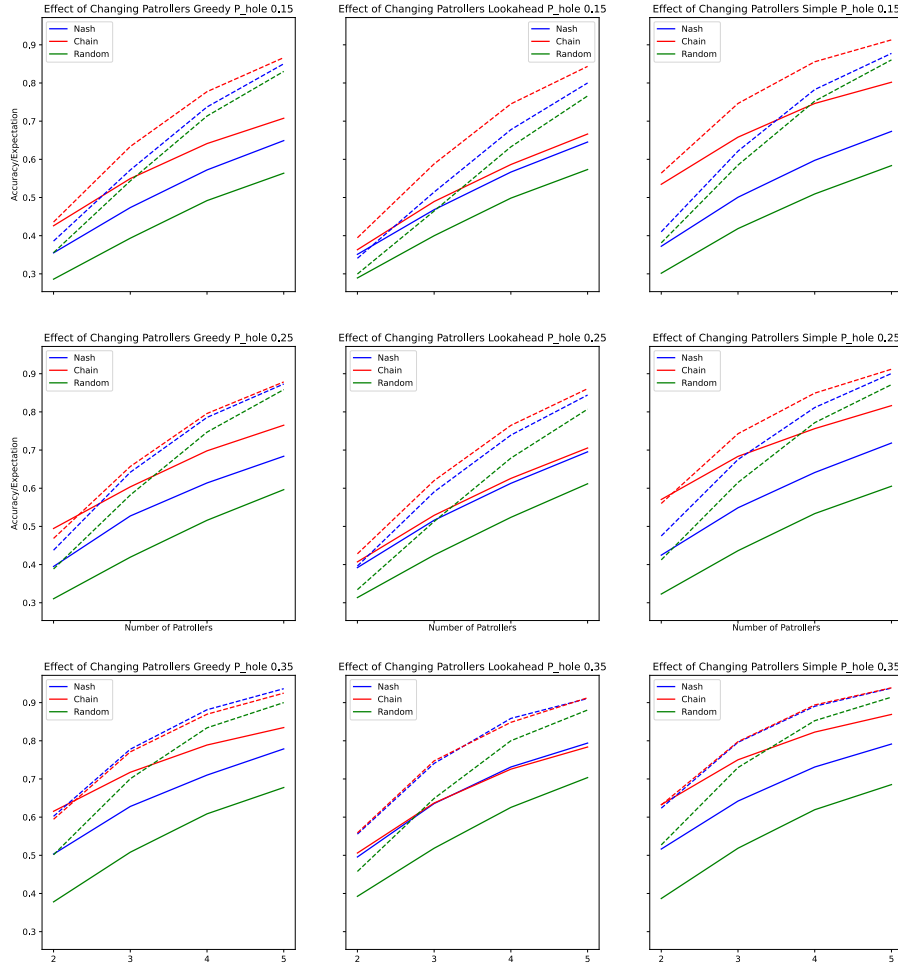 Effect of Changing Patrollers Greedy P_hole 0.15
Effect of Changing Patrollers Lookahead P_hole 0.15
Effect of Changing Patrollers Simple P_hole 0.15
Nash
Chain
Random
Nash
Chain
Random
Nash
Chain
Random
0.9
0.8
0.7
0.6
0.5
0.4
0.3
Accuracy/Expectation
Effect of Changing Patrollers Greedy P_hole 0.25
Effect of Changing Patrollers Lookahead P_hole 0.25
Effect of Changing Patrollers Simple P_hole 0.25
Nash
Chain
Random
Nash
Chain
Random
Nash
Chain
Random
0.9
0.8
0.7
0.6
0.5
0.4
0.3
Accuracy/Expectation
Number of Patrollers
Number of Patrollers
Number of Patrollers
Effect of Changing Patrollers Greedy P_hole 0.35
Effect of Changing Patrollers Lookahead P_hole 0.35
Effect of Changing Patrollers Simple P_hole 0.35
Nash
Chain
Random
Nash
Chain
Random
Nash
Chain
Random
0.9
0.8
0.7
0.6
0.5
0.4
0.3
2 3 4 5
2 3 4 5
2 3 4 5